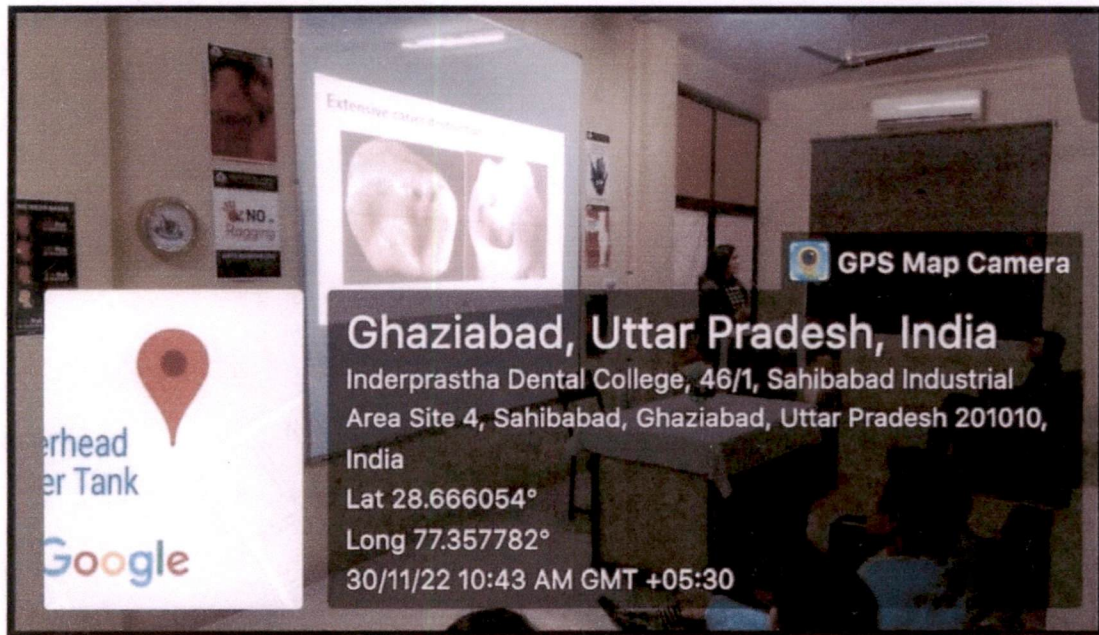 Extensive caries
NO
Ragging
GPS Map Camera
Ghaziabad, Uttar Pradesh, India
Inderprastha Dental College, 46/1, Sahibabad Industrial
Area Site 4, Sahibabad, Ghaziabad, Uttar Pradesh 201010,
India
Lat 28.666054°
Long 77.357782°
30/11/22 10:43 AM GMT +05:30
erhead
er Tank
Google